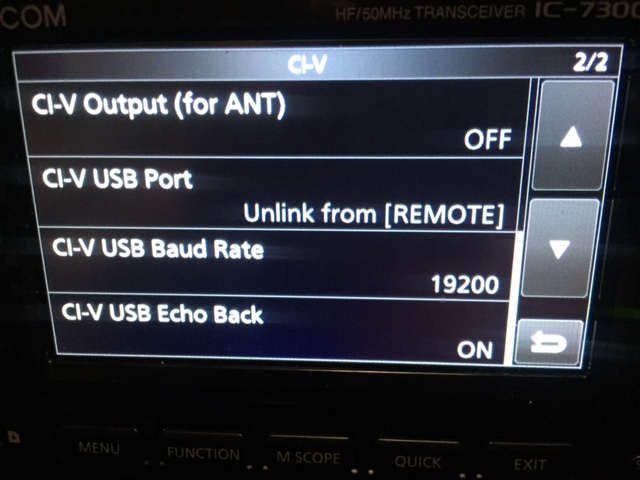 COM HF/50MHz TRANSCEIVER IC-7300
CI-V 2/2
CI-V Output (for ANT)
OFF
CI-V USB Port
Unlink from [REMOTE]
CI-V USB Baud Rate
19200
CI-V USB Echo Back
ON
MENU FUNCTION M.SCOPE QUICK EXIT